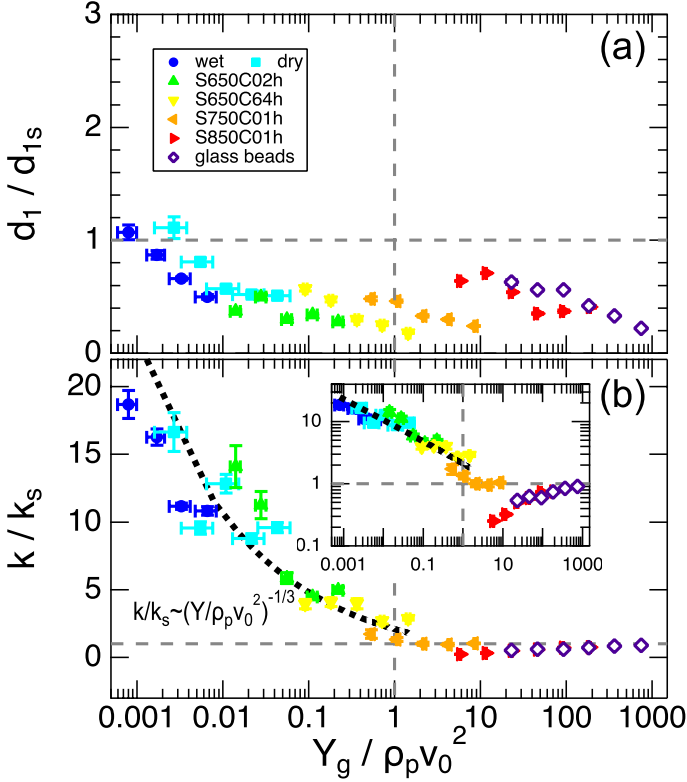 (a)
3
2
1
0
d₁ / d₁ₛ
wet dry
S650C02h
S650C64h
S750C01h
S850C01h
glass beads
(b)
20
15
10
5
0
k / kₛ
k/kₛ~(Y/ρₚv₀²)⁻¹/³
10
1
0.1
0.001 0.1 10 1000
0.001 0.01 0.1 1 10 100 1000
Y_g / ρₚv₀²